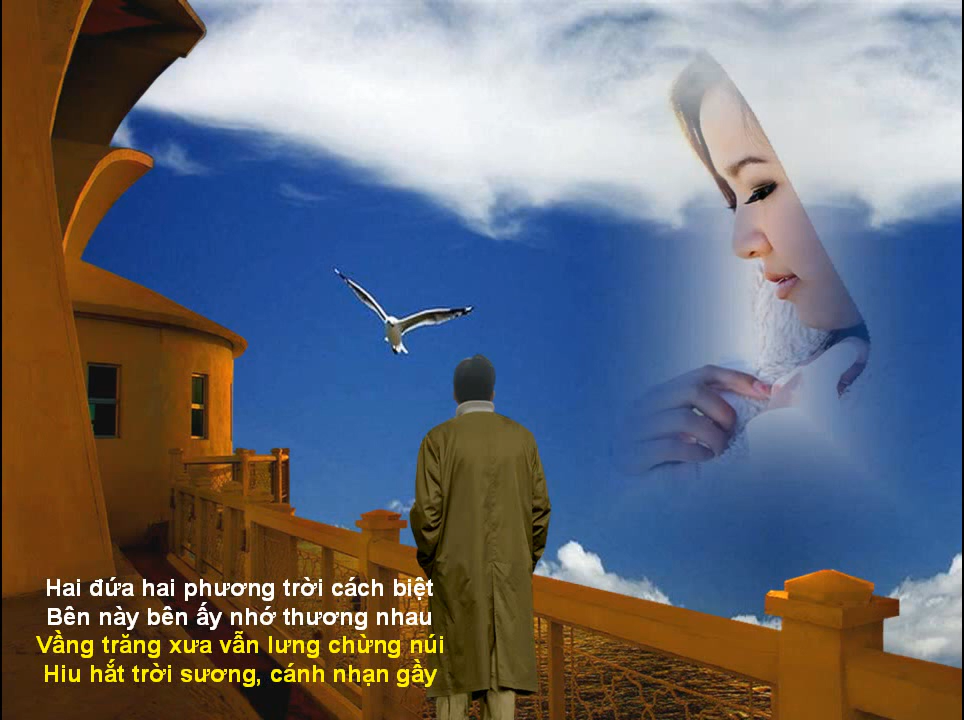 Hai đứa hai phương trời cách biệt
Bên này bên ấy nhớ thương nhau
Vầng trăng xưa vẫn lưng chừng núi
Hiu hắt trời sương, cánh nhạn gầy